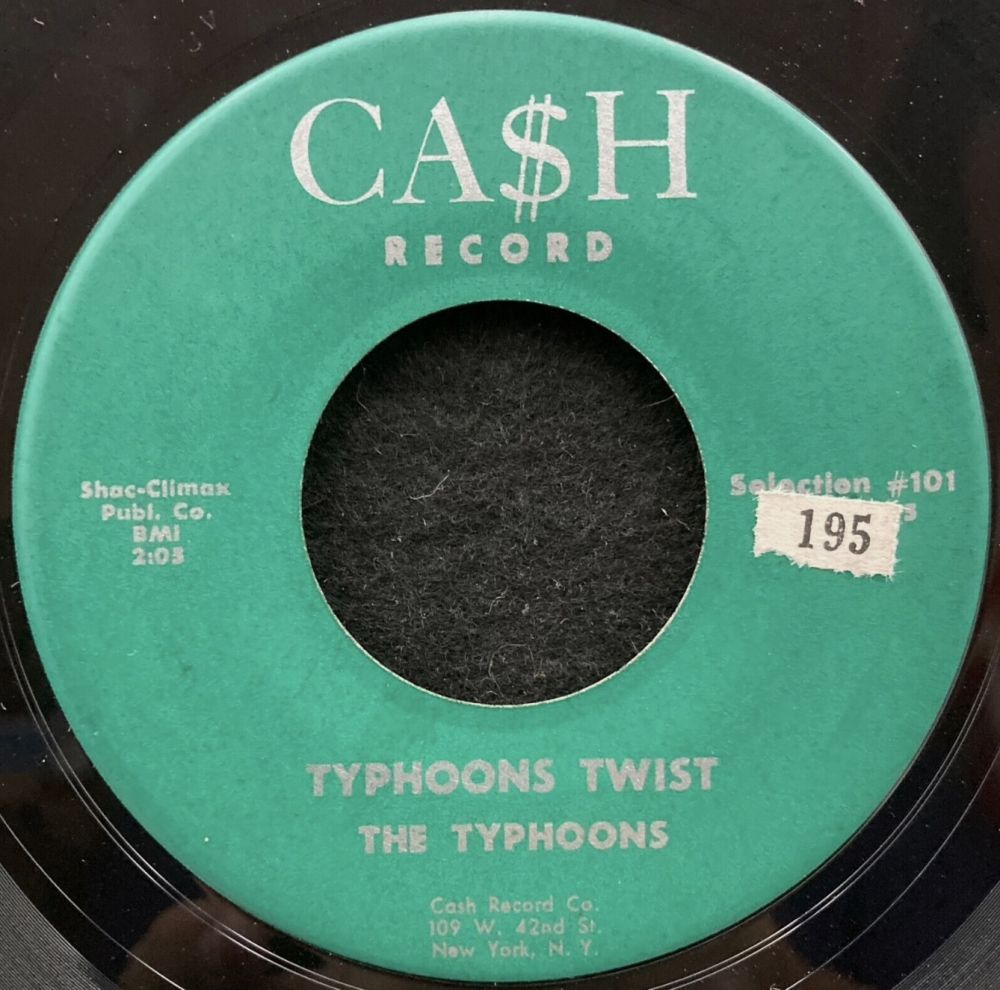 CA$H
RECORD
Shac-Climax
Publ. Co.
BMI
2:05
Selection #101
195
TYPHOONS TWIST
THE TYPHOONS
Cash Record Co.
109 W. 42nd St.
New York, N. Y.